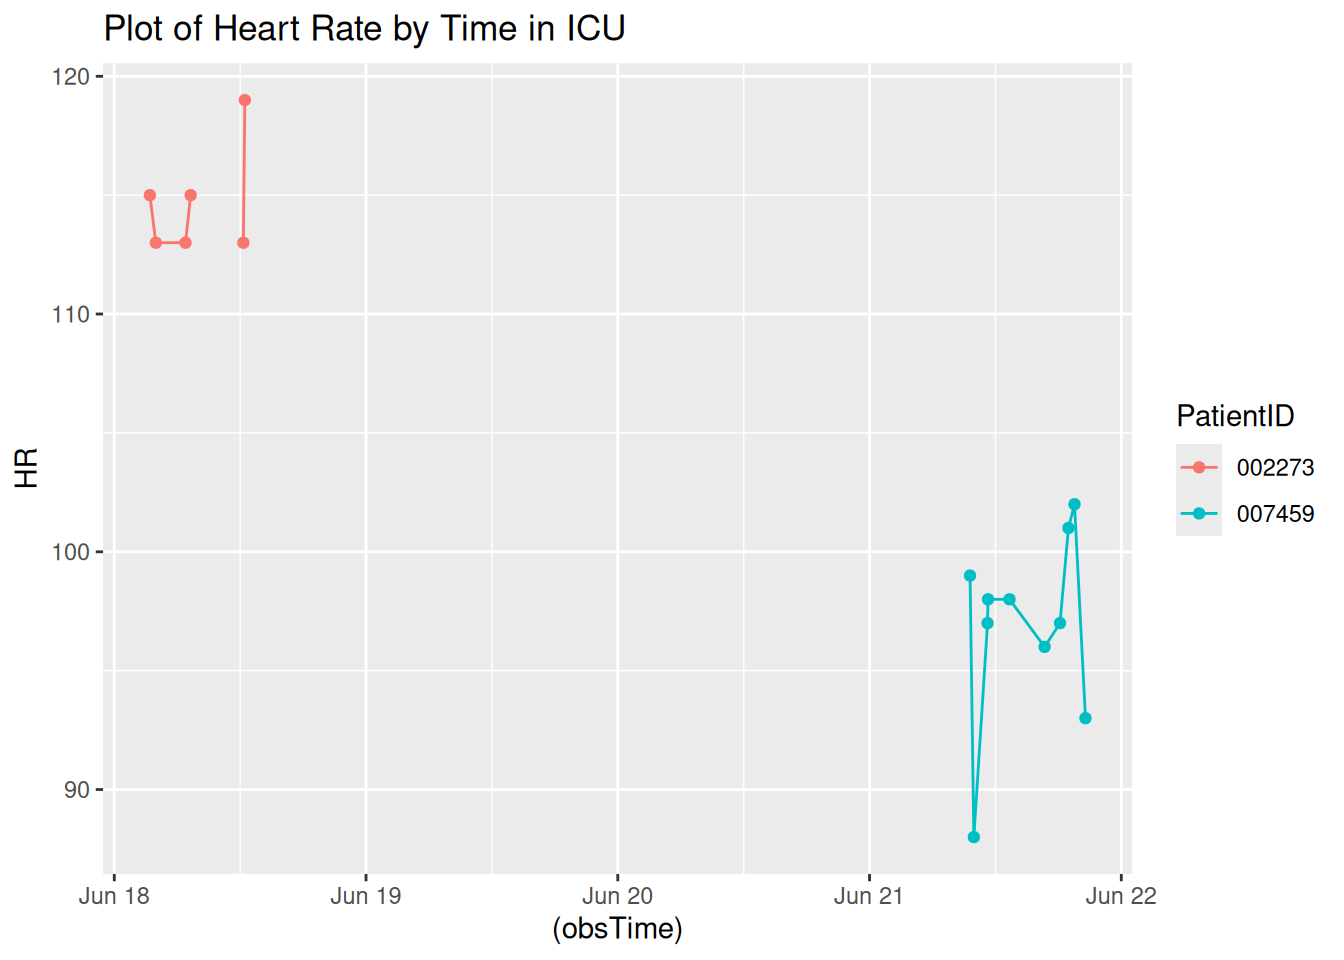 Plot of Heart Rate by Time in ICU
120
110
100
90
HR
Jun 18
Jun 19
Jun 20
Jun 21
Jun 22
(obsTime)
PatientID
002273
007459